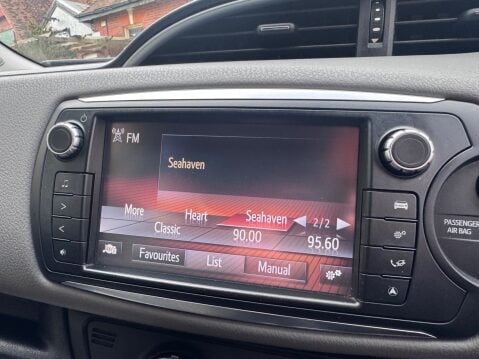 FM
Seahaven
More Heart Seahaven 2/2
Classic 90.00 95.60
Favourites List Manual
PASSENGER
AIR BAG